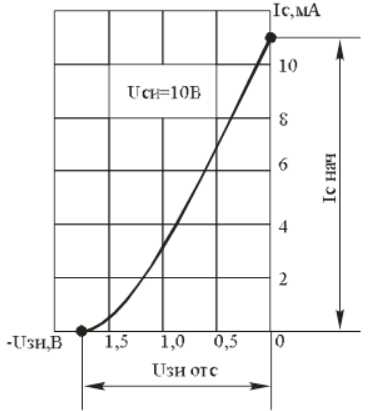 Iс,мА
10
Uси=10В
8
6
Iс нач
4
2
-Uзи,В 1,5 1,0 0,5 0
Uзи отс